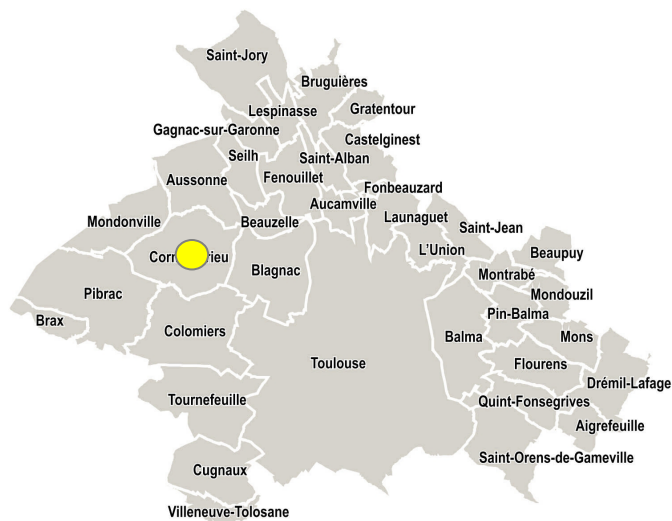 Saint-Jory
Bruguières
Lespinasse
Gratentour
Gagnac-sur-Garonne
Castelginest
Seilh
Saint-Alban
Fenouillet
Aussonne
Fonbeauzard
Aucamville
Launaguet
Mondonville
Beauzelle
Saint-Jean
L'Union
Beaupuy
Blagnac
Montrabé
Pibrac
Mondouzil
Pin-Balma
Brax
Colomiers
Balma
Mons
Toulouse
Flourens
Drémil-Lafage
Tournefeuille
Quint-Fonsegrives
Aigrefeuille
Saint-Orens-de-Gameville
Cugnaux
Villeneuve-Tolosane